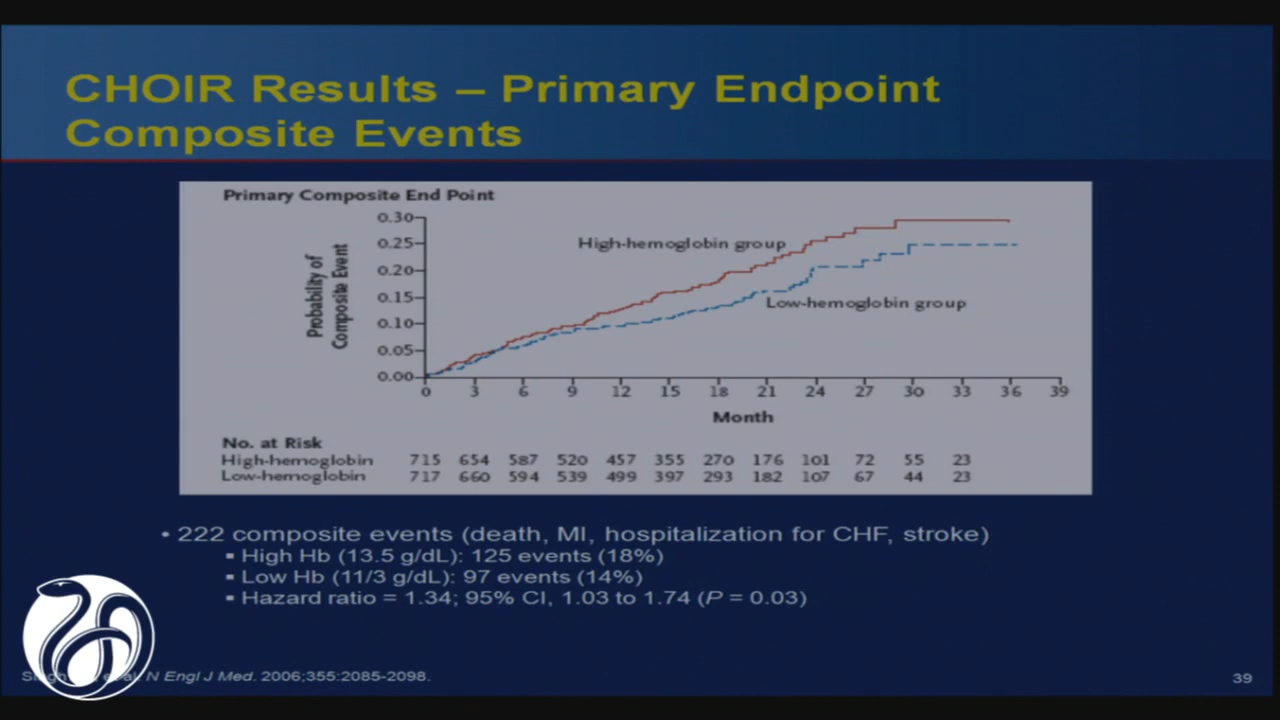 CHOIR Results – Primary Endpoint
Composite Events
Primary Composite End Point
Probability of
Composite Event
0.30
0.25
0.20
0.15
0.10
0.05
0.00
High-hemoglobin group
Low-hemoglobin group
0 3 6 9 12 15 18 21 24 27 30 33 36 39
Month
No. at Risk
High-hemoglobin 715 654 587 520 457 355 270 176 101 72 55 23
Low-hemoglobin 717 660 594 539 499 397 293 182 107 67 44 23
• 222 composite events (death, MI, hospitalization for CHF, stroke)
▪ High Hb (13.5 g/dL): 125 events (18%)
▪ Low Hb (11/3 g/dL): 97 events (14%)
▪ Hazard ratio = 1.34; 95% CI, 1.03 to 1.74 (P = 0.03)
N Engl J Med. 2006;355:2085-2098.
39